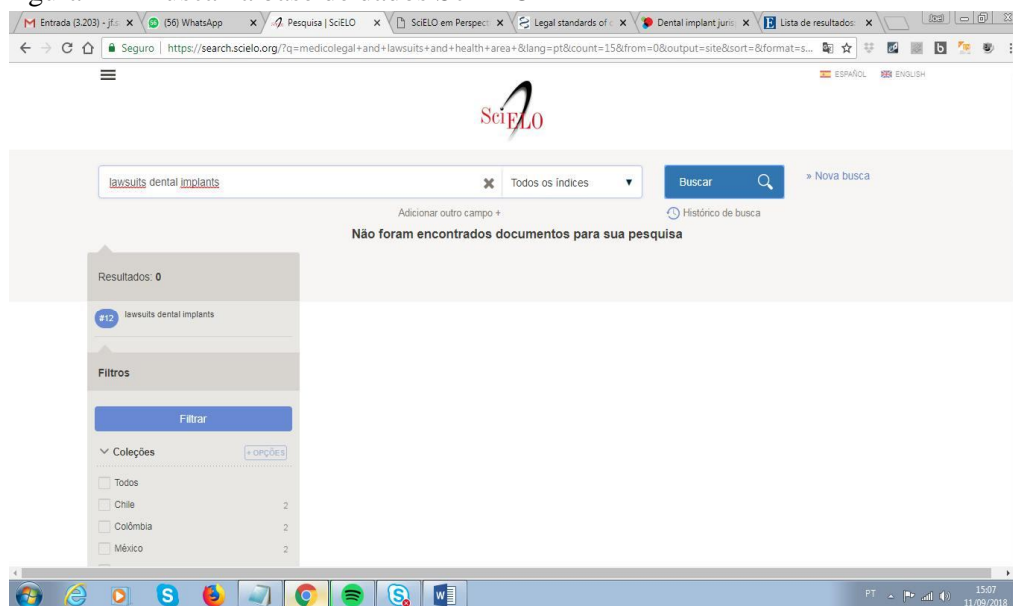 Entrada (3.203) - jf.s
(56) WhatsApp
Pesquisa | SciELO
SciELO em Perspect
Legal standards of c
Dental implant juris
Lista de resultados:
Seguro | https://search.scielo.org/?q=medicolegal+and+lawsuits+and+health+area+&lang=pt&count=15&from=0&output=site&sort=&format=s...
ESPAÑOL ENGLISH
SciELO
lawsuits dental implants
Todos os índices
Buscar
» Nova busca
Adicionar outro campo +
Histórico de busca
Não foram encontrados documentos para sua pesquisa
Resultados: 0
#12 lawsuits dental implants
Filtros
Filtrar
Coleções
+ OPÇÕES
Todos
Chile 2
Colômbia 2
México 2
PT
15:07
11/09/2018